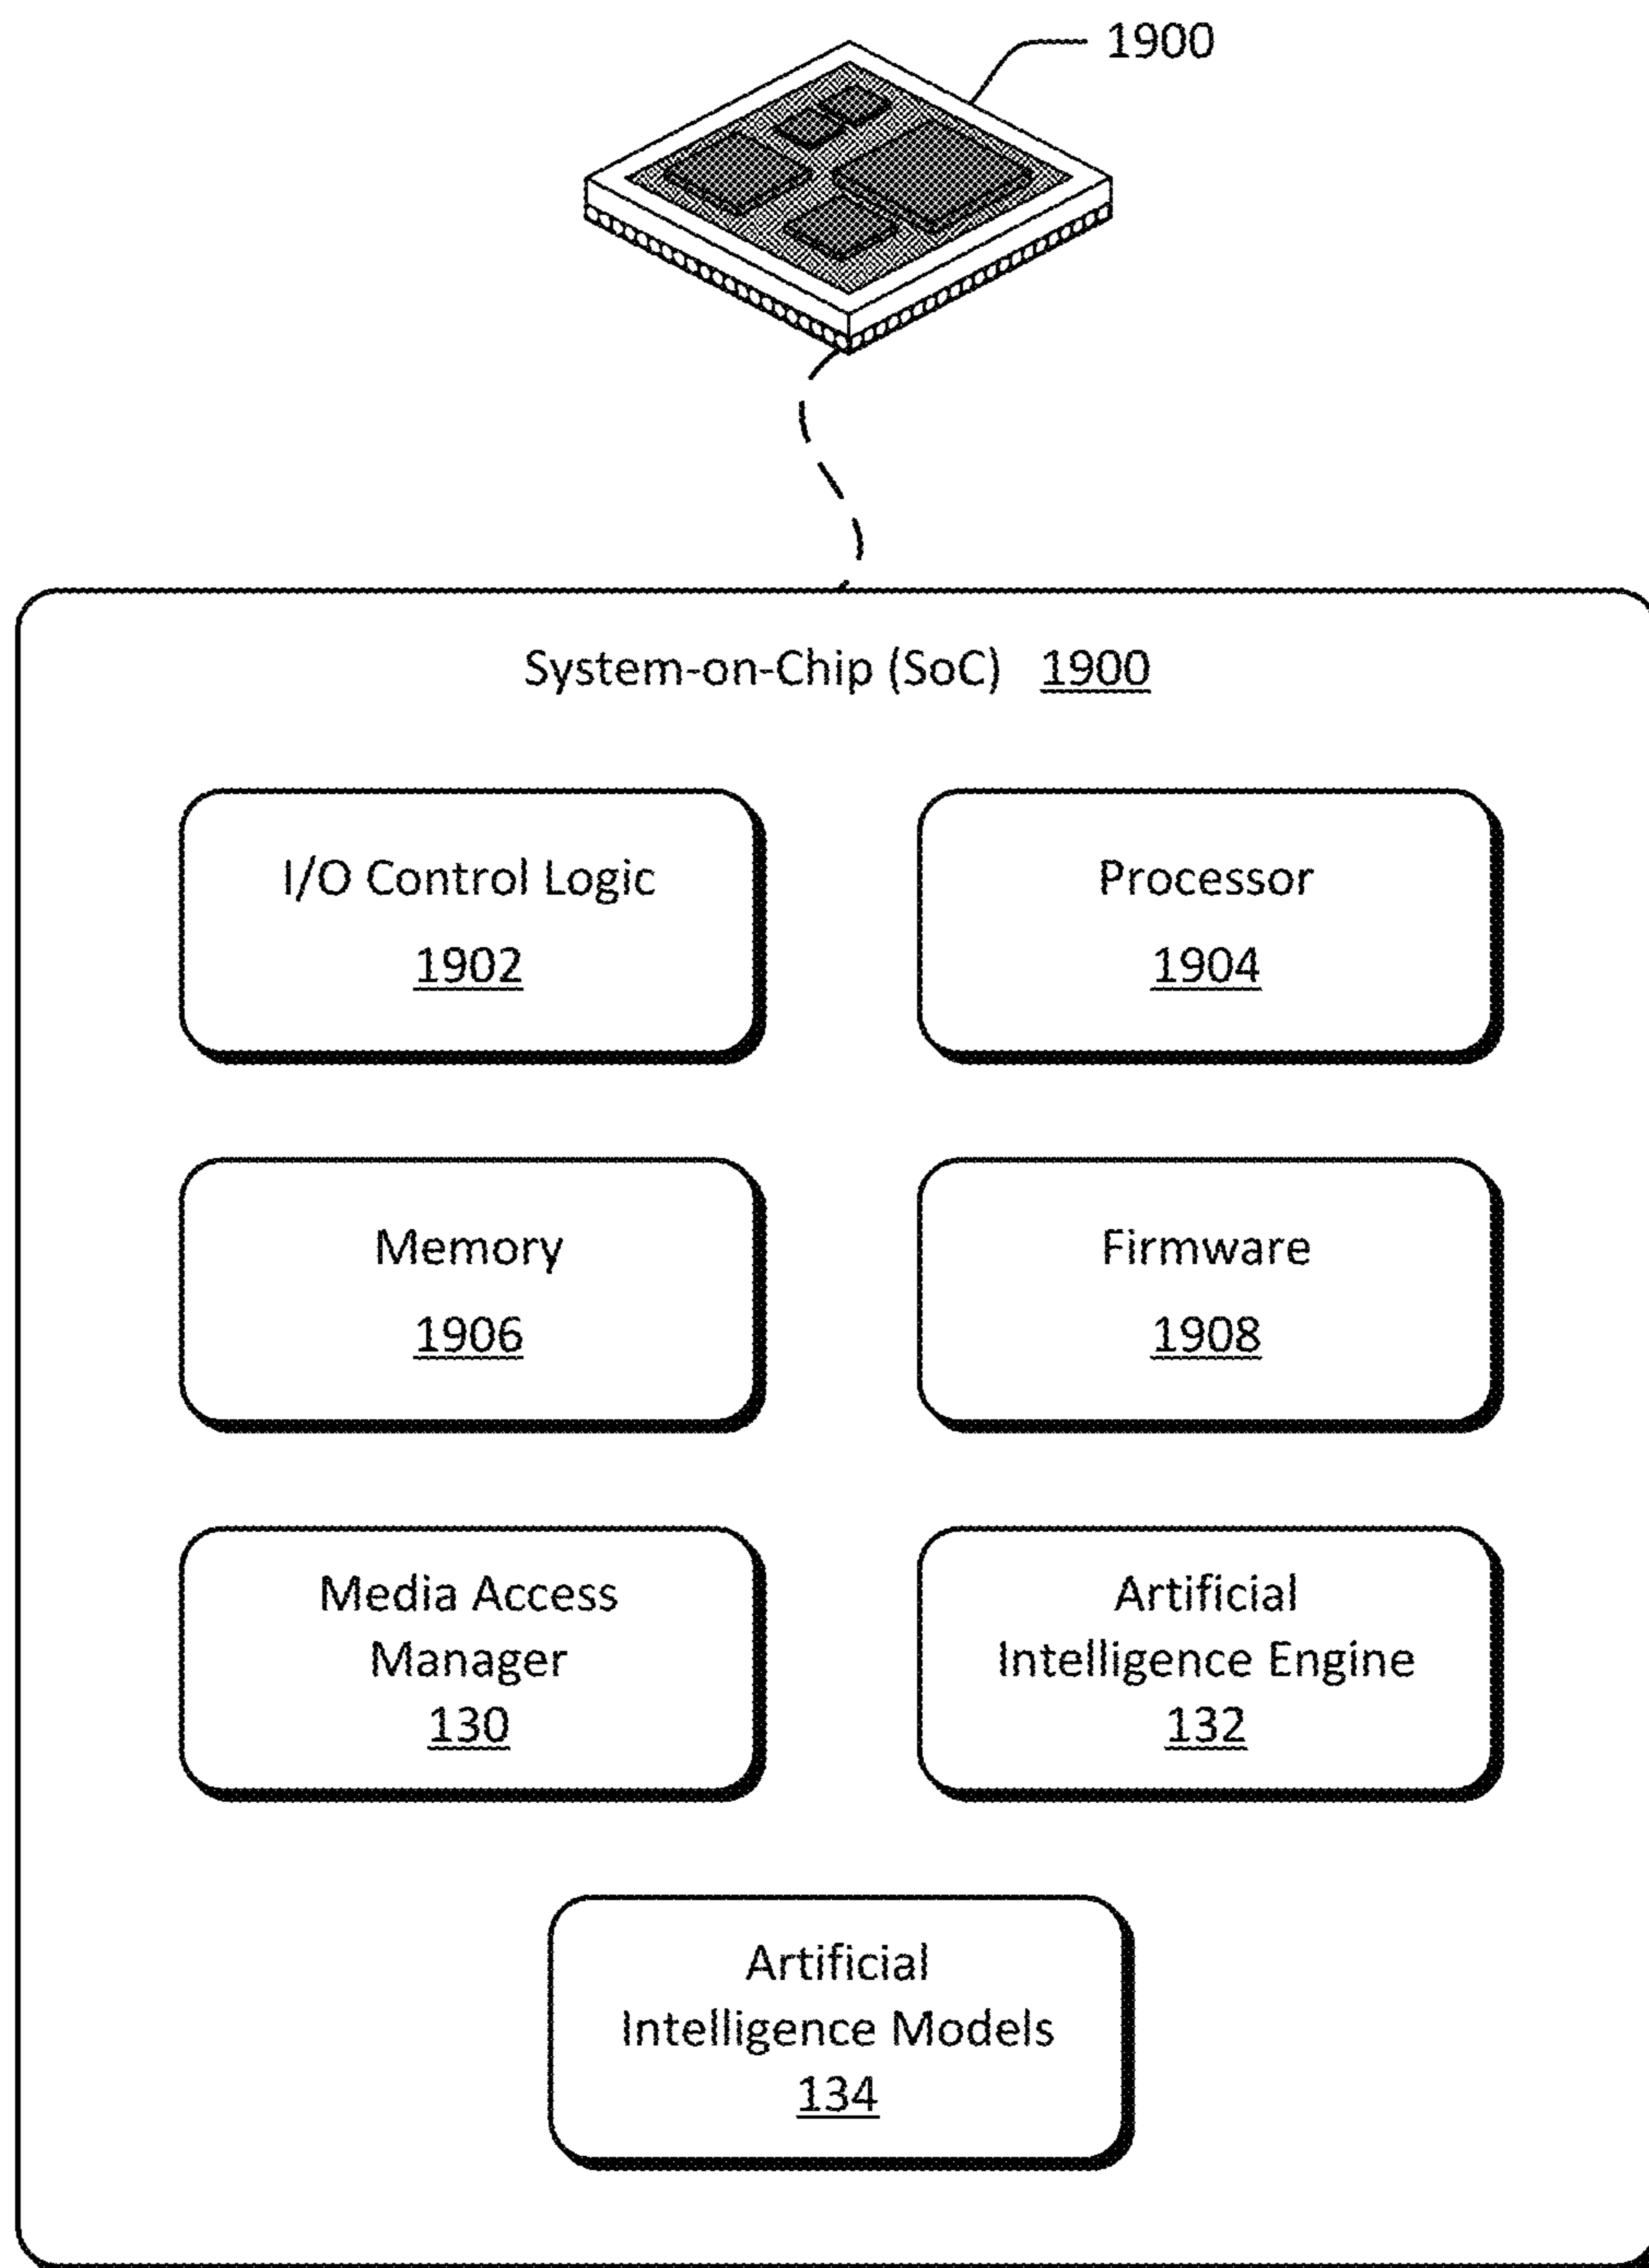 1900
System-on-Chip (SoC) 1900
I/O Control Logic
1902
Processor
1904
Memory
1906
Firmware
1908
Media Access
Manager
130
Artificial
Intelligence Engine
132
Artificial
Intelligence Models
134